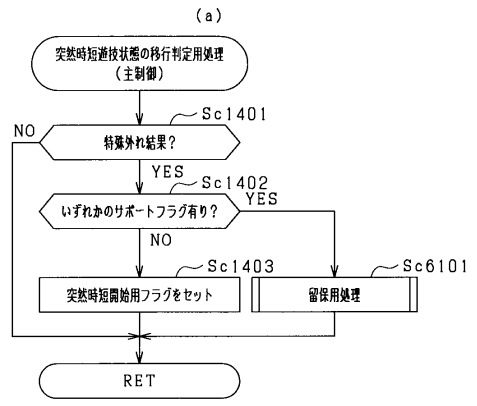 (a)
突然時短遊技状態の移行判定用処理
(主制御)
Sc1401
NO
特殊外れ結果?
YES
Sc1402
いずれかのサポートフラグ有り?
YES
NO
Sc1403
Sc6101
突然時短開始用フラグをセット
留保用処理
RET